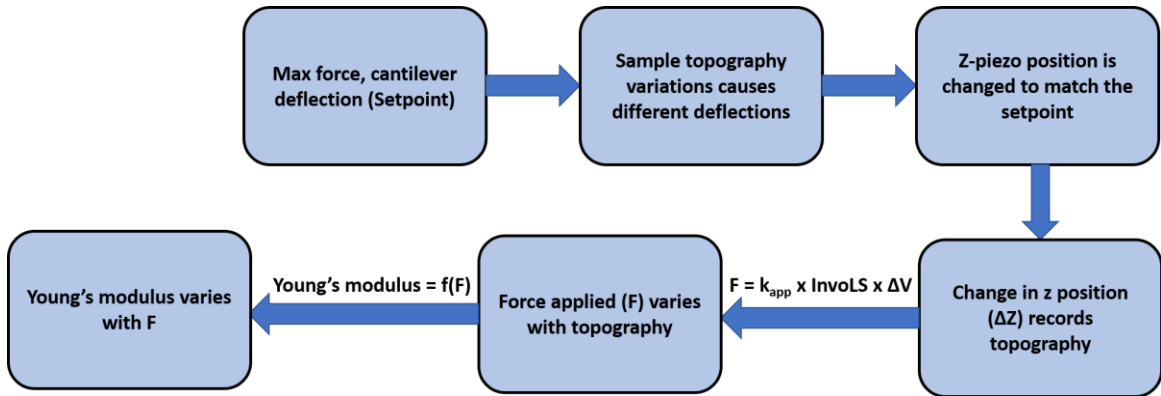 Max force, cantilever
deflection (Setpoint)
Sample topography
variations causes
different deflections
Z-piezo position is
changed to match the
setpoint
Change in z position
(ΔZ) records
topography
F = kapp x InvoLS x ΔV
Force applied (F) varies
with topography
Young's modulus = f(F)
Young's modulus varies
with F